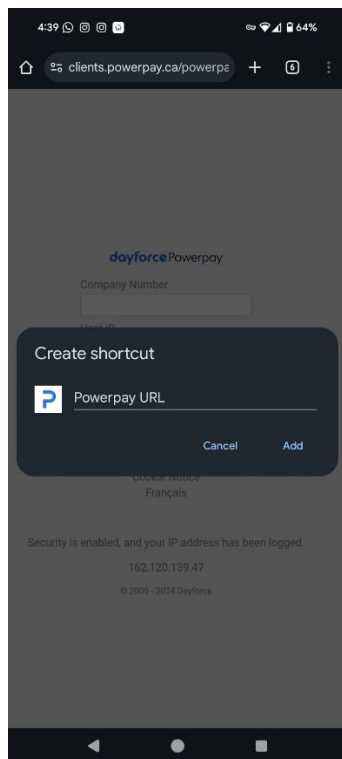 4:39 64%
clients.powerpay.ca/powerpa 6
dayforce Powerpay
Company Number
User ID
Create shortcut
P Powerpay URL
Cancel Add
Cookie Notice
Français
Security is enabled, and your IP address has been logged.
162.120.139.47
© 2009 - 2024 Dayforce